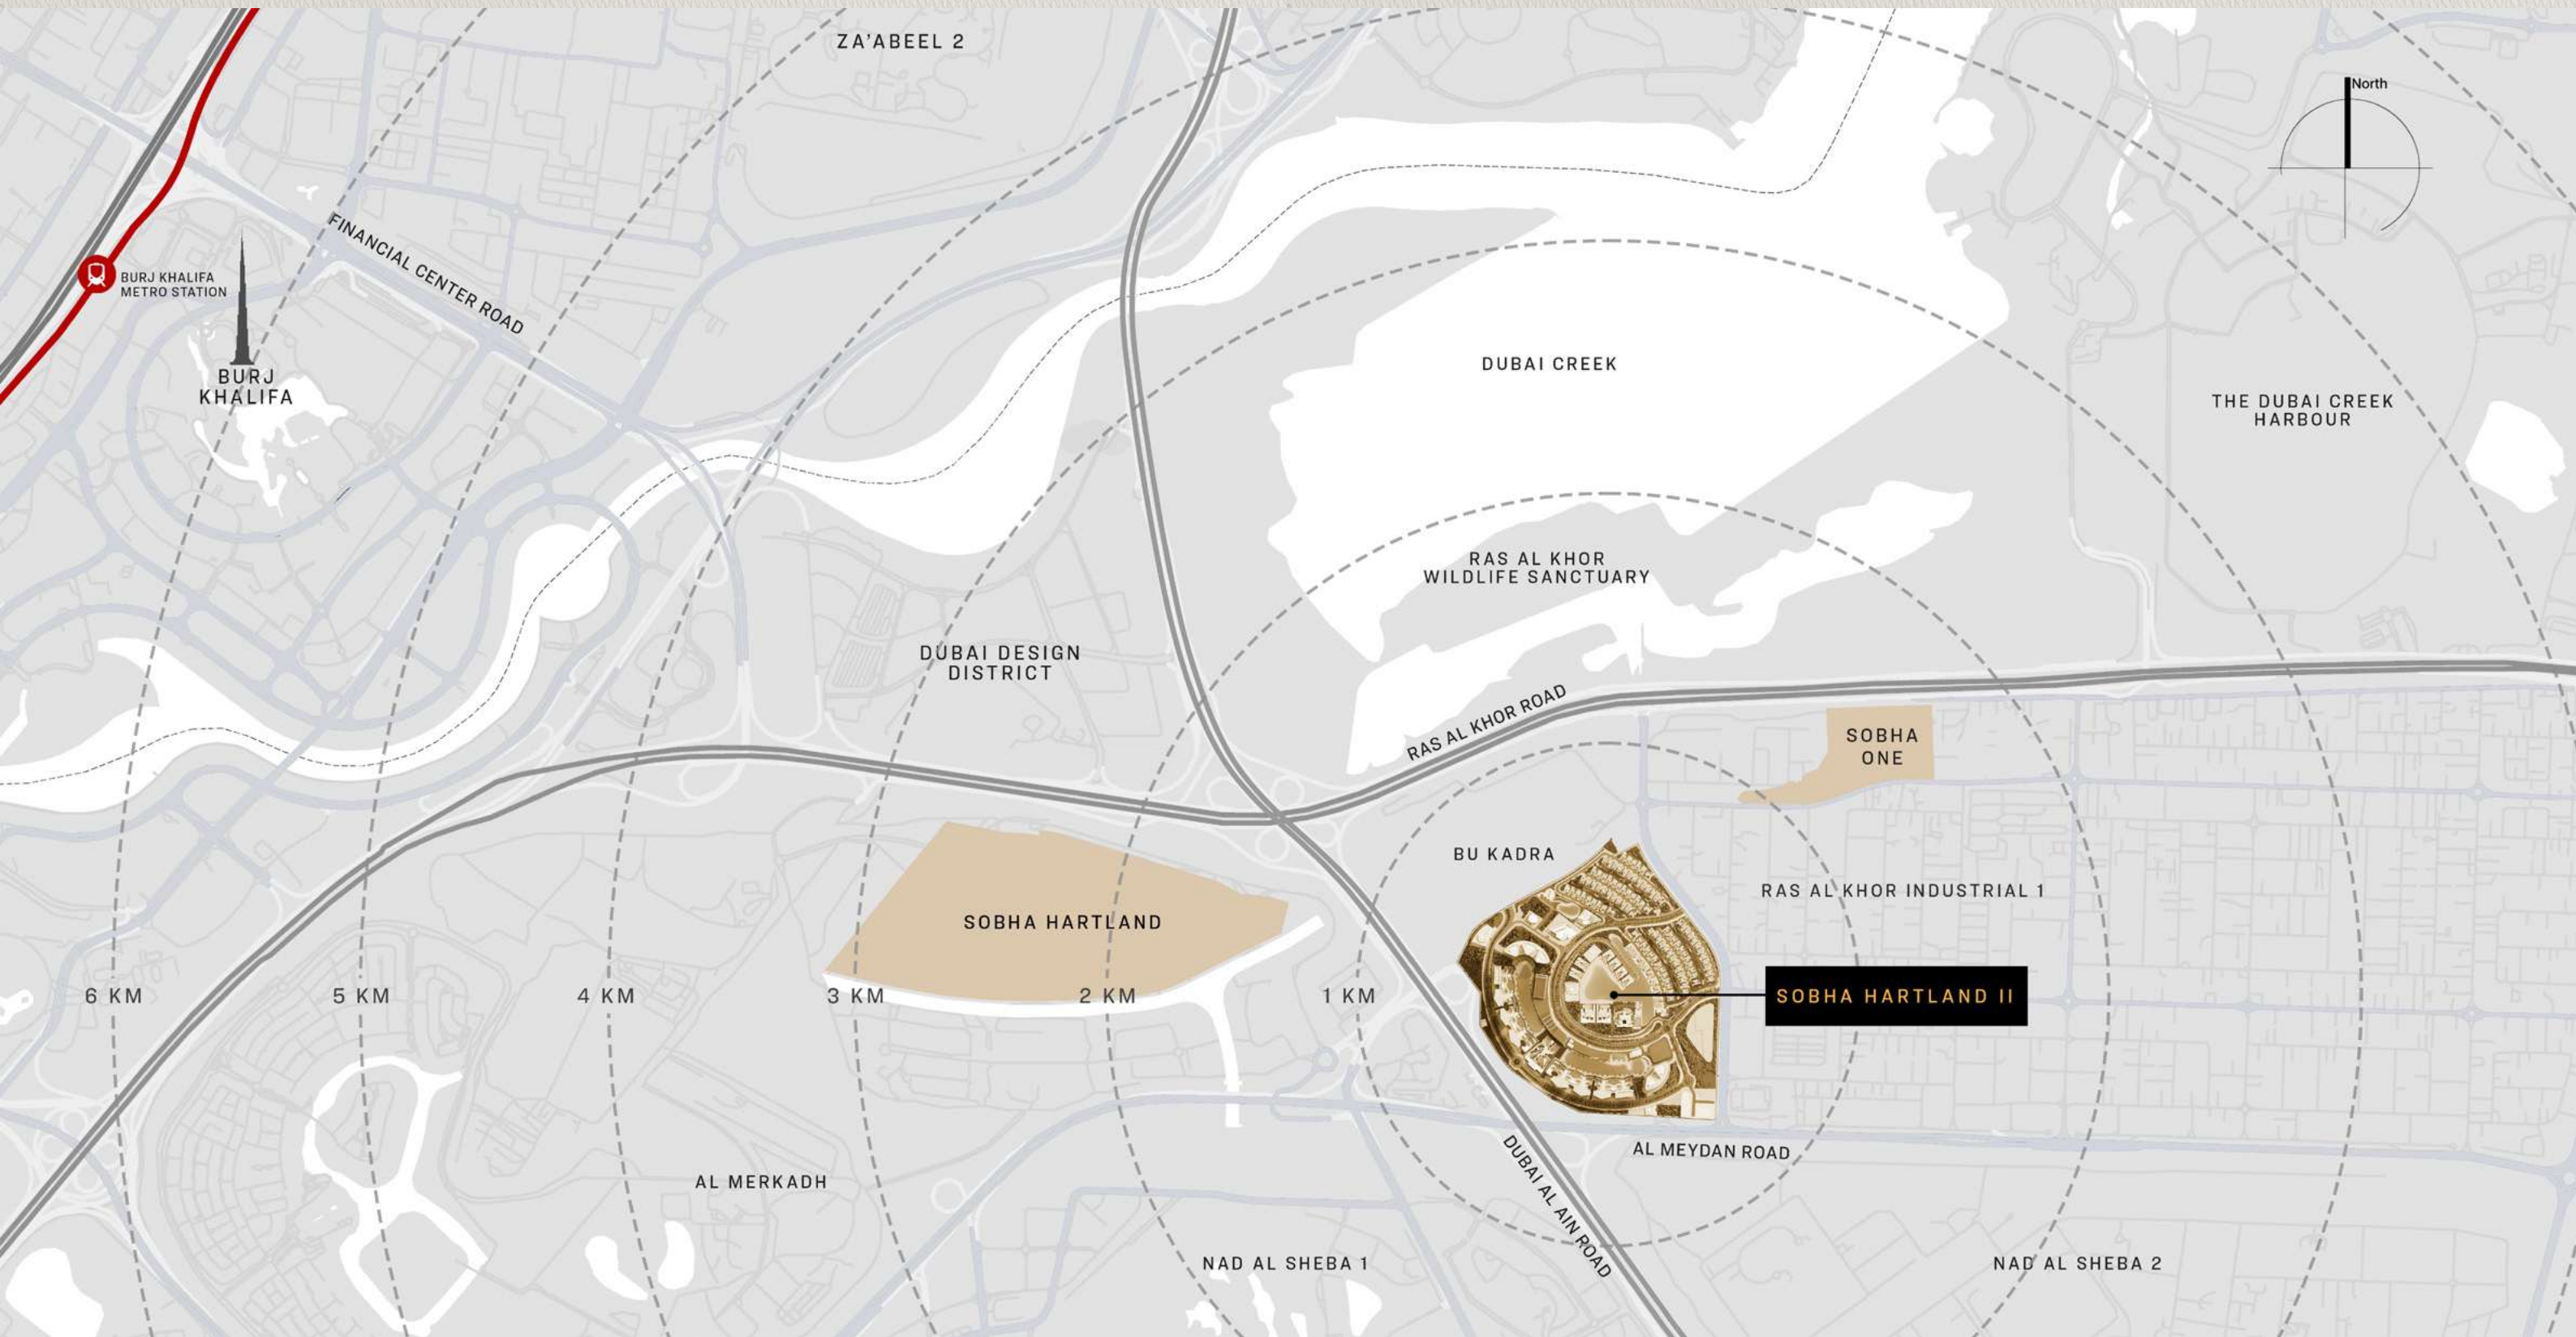 ZA'ABEEL 2
North
FINANCIAL CENTER ROAD
BURJ KHALIFA
METRO STATION
BURJ
KHALIFA
DUBAI CREEK
THE DUBAI CREEK
HARBOUR
RAS AL KHOR
WILDLIFE SANCTUARY
DUBAI DESIGN
DISTRICT
RAS AL KHOR ROAD
SOBHA
ONE
BU KADRA
RAS AL KHOR INDUSTRIAL 1
SOBHA HARTLAND
6 KM
5 KM
4 KM
3 KM
2 KM
1 KM
SOBHA HARTLAND II
AL MEYDAN ROAD
DUBAI AL AIN ROAD
AL MERKADH
NAD AL SHEBA 1
NAD AL SHEBA 2